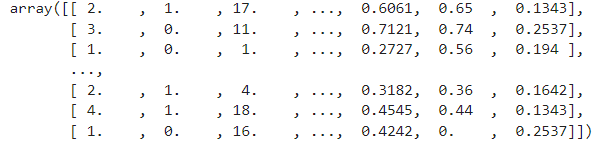 array([[ 2.    ,  1.    , 17.    , ...,  0.6061,  0.65  ,  0.1343],
       [ 3.    ,  0.    , 11.    , ...,  0.7121,  0.74  ,  0.2537],
       [ 1.    ,  0.    ,  1.    , ...,  0.2727,  0.56  ,  0.194 ],
       ...,
       [ 2.    ,  1.    ,  4.    , ...,  0.3182,  0.36  ,  0.1642],
       [ 4.    ,  1.    , 18.    , ...,  0.4545,  0.44  ,  0.1343],
       [ 1.    ,  0.    , 16.    , ...,  0.4242,  0.    ,  0.2537]])